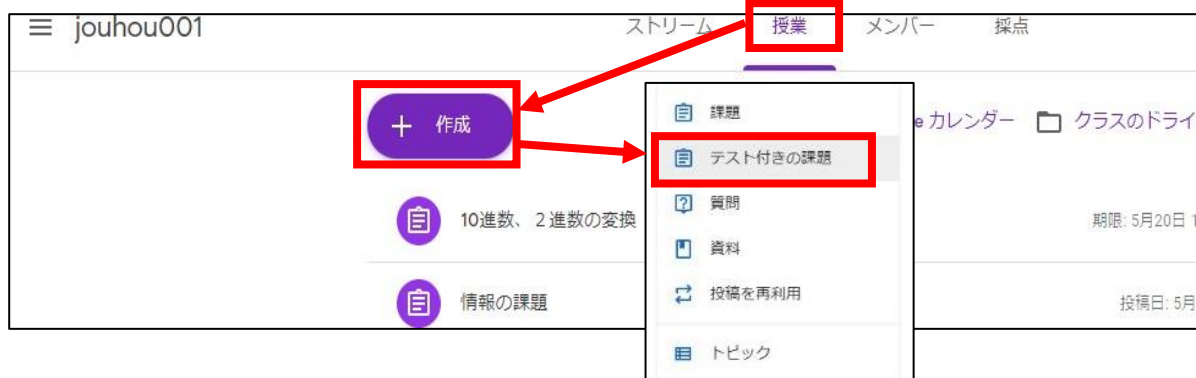 jouhou001 ストリーム 授業 メンバー 採点
+ 作成
課題
e カレンダー クラスのドライ
テスト付きの課題
質問
10進数、２進数の変換
期限: 5月20日 1
資料
投稿を再利用
情報の課題
投稿日: 5月
トピック